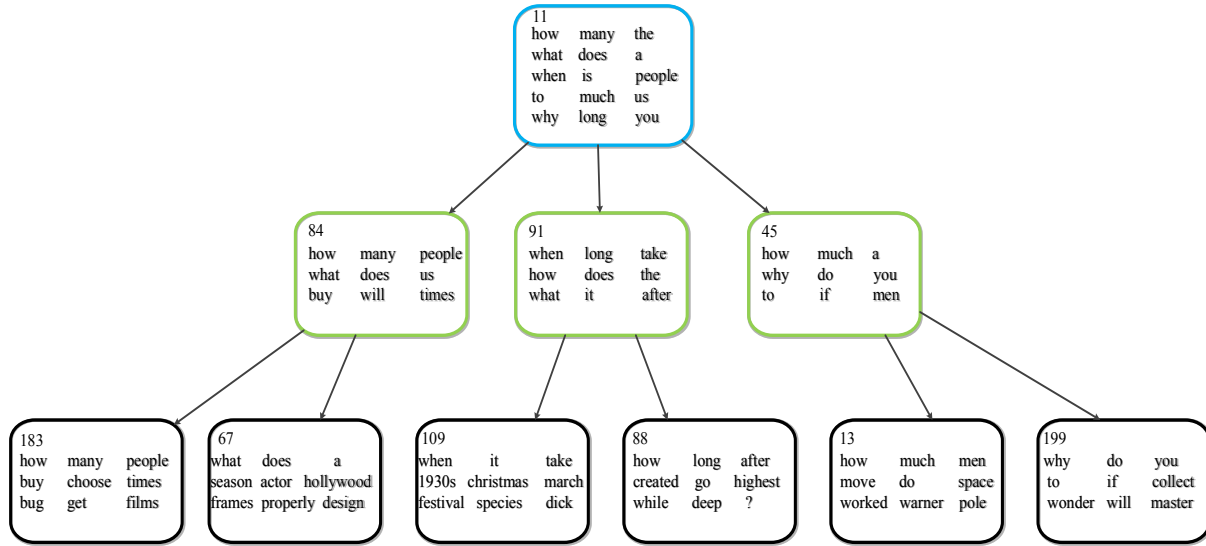 11
how many the
what does a
when is people
to much us
why long you
84
how many people
what does us
buy will times
91
when long take
how does the
what it after
45
how much a
why do you
to if men
183
how many people
buy choose times
bug get films
67
what does a
season actor hollywood
frames properly design
109
when it take
1930s christmas march
festival species dick
88
how long after
created go highest
while deep ?
13
how much men
move do space
worked warner pole
199
why do you
to if collect
wonder will master